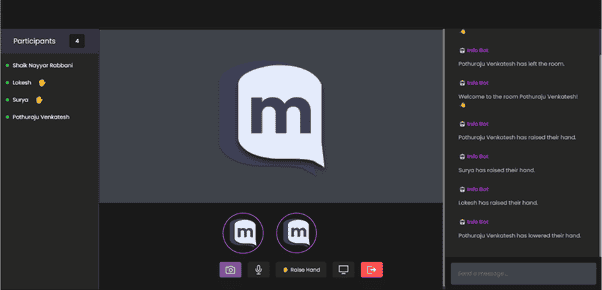 Participants 4
Shaik Nayyar Rabbani
Lokesh
Surya
Pothuraju Venkatesh
m
m
m
Raise Hand
Info Bot
Pothuraju Venkatesh has left the room.
Info Bot
Welcome to the room Pothuraju Venkatesh!
Info Bot
Pothuraju Venkatesh has raised their hand.
Info Bot
Surya has raised their hand.
Info Bot
Lokesh has raised their hand.
Info Bot
Pothuraju Venkatesh has lowered their hand.
Send a message...